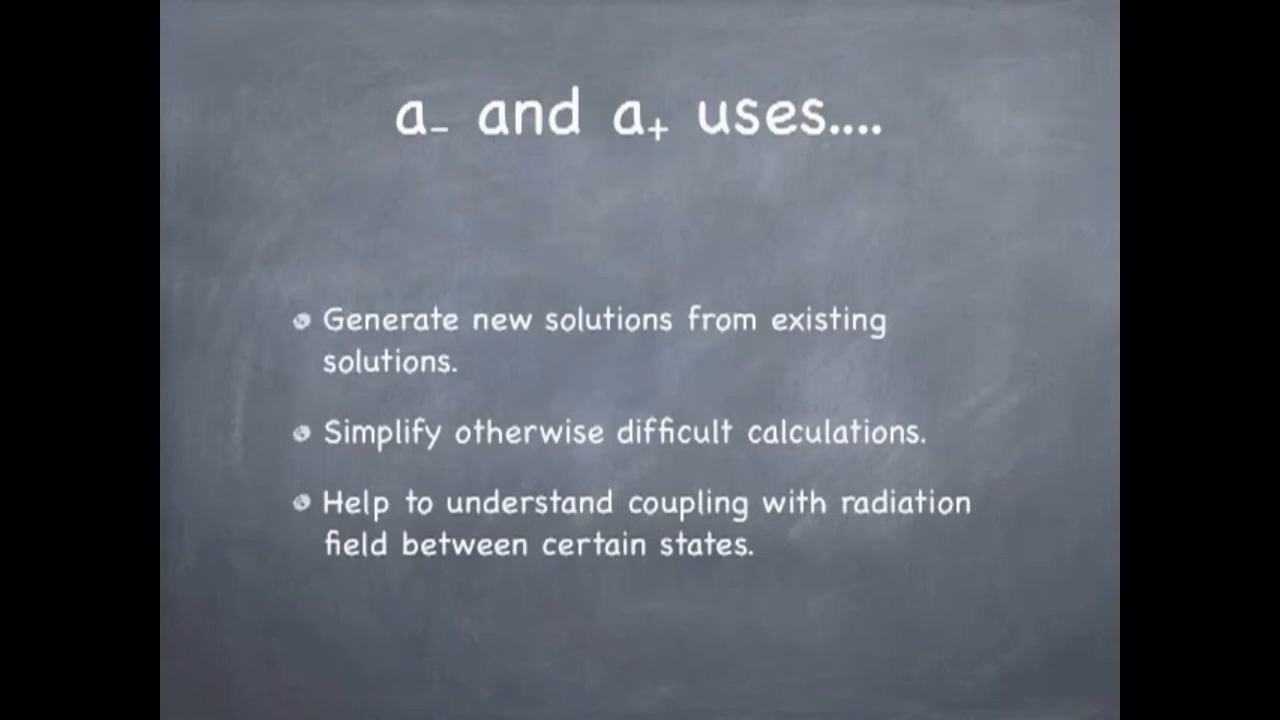 a₋ and a₊ uses....
Generate new solutions from existing
solutions.
Simplify otherwise difficult calculations.
Help to understand coupling with radiation
field between certain states.